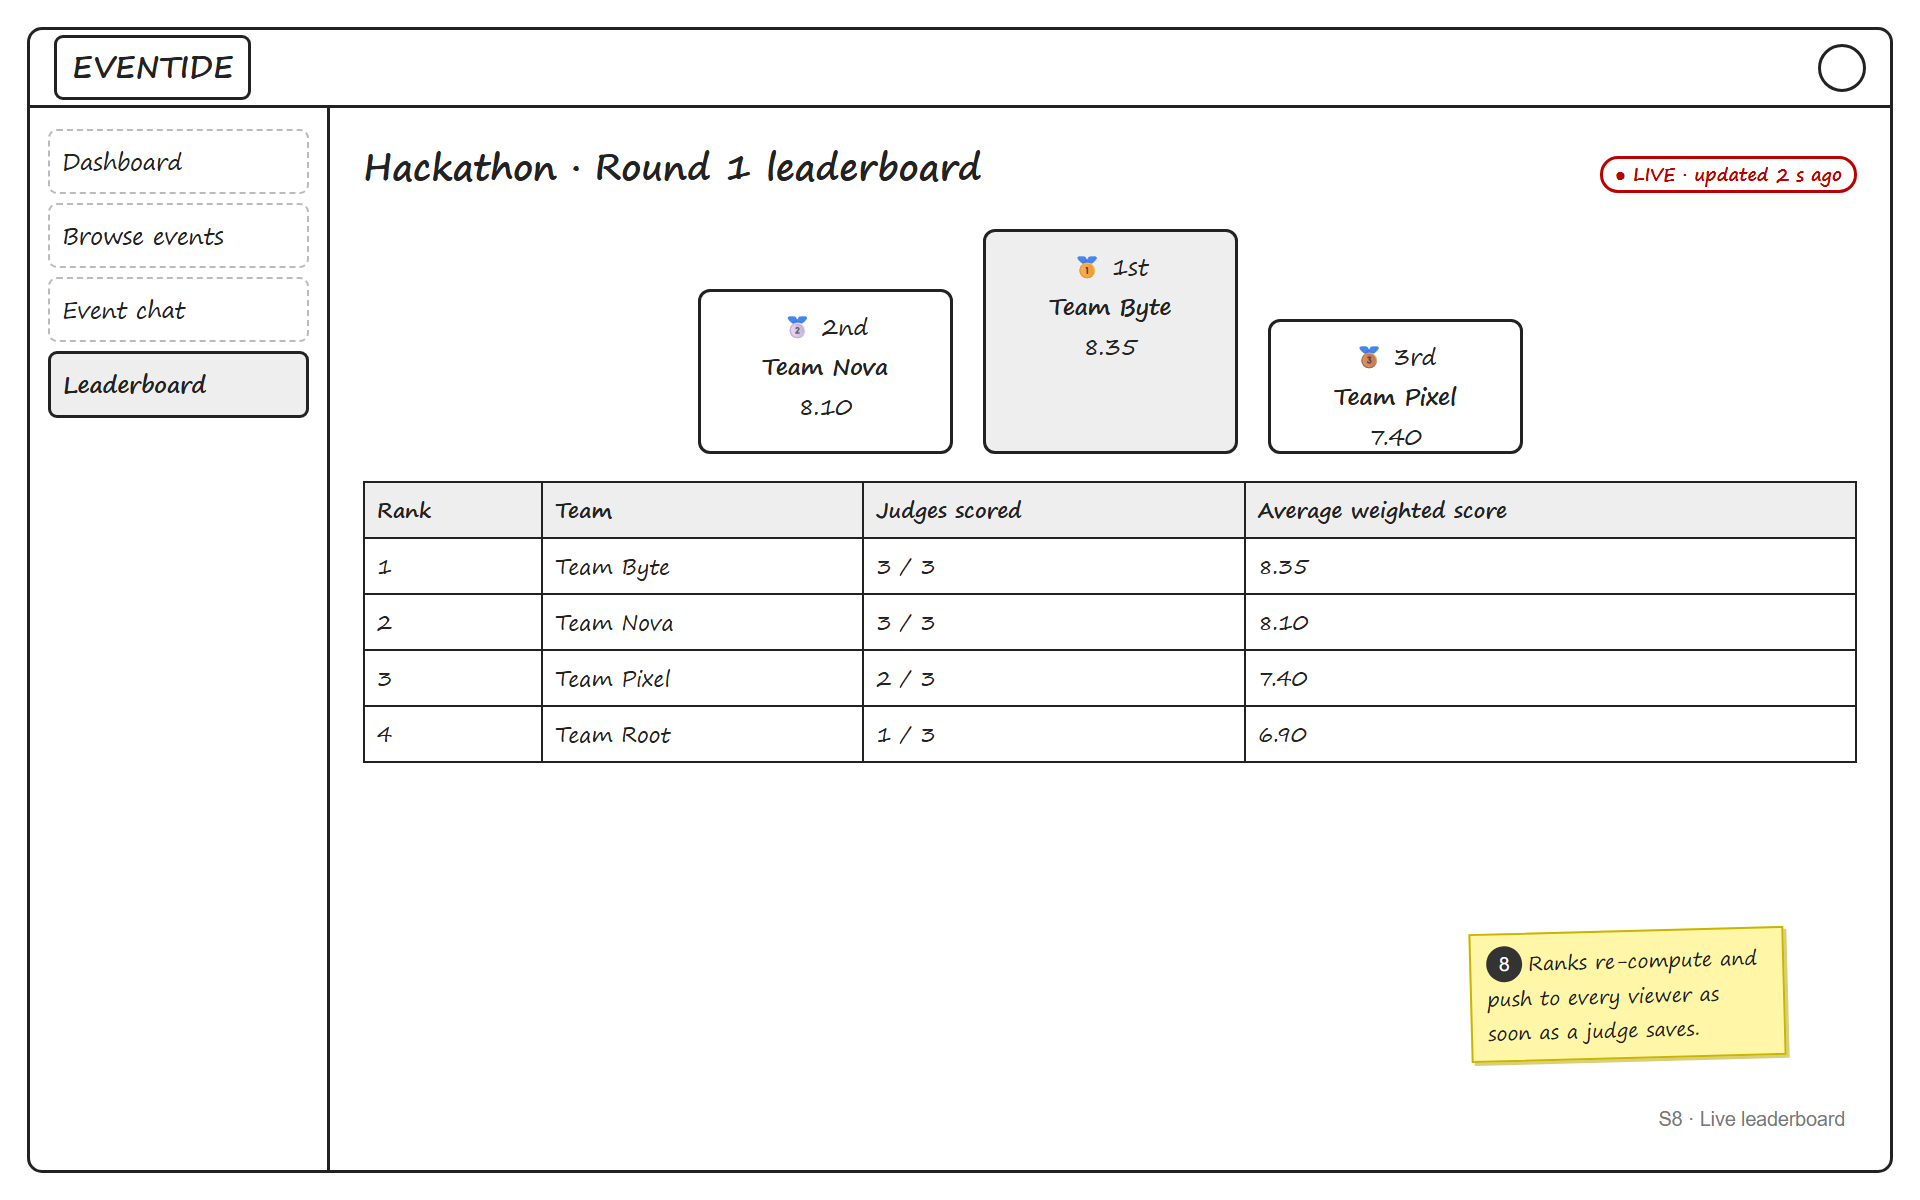 EVENTIDE
Dashboard
Browse events
Event chat
Leaderboard
Hackathon · Round 1 leaderboard
● LIVE · updated 2 s ago
🥇 1st
Team Byte
8.35
🥈 2nd
Team Nova
8.10
🥉 3rd
Team Pixel
7.40
Rank Team Judges scored Average weighted score
1 Team Byte 3 / 3 8.35
2 Team Nova 3 / 3 8.10
3 Team Pixel 2 / 3 7.40
4 Team Root 1 / 3 6.90
8 Ranks re-compute and
push to every viewer as
soon as a judge saves.
S8 · Live leaderboard